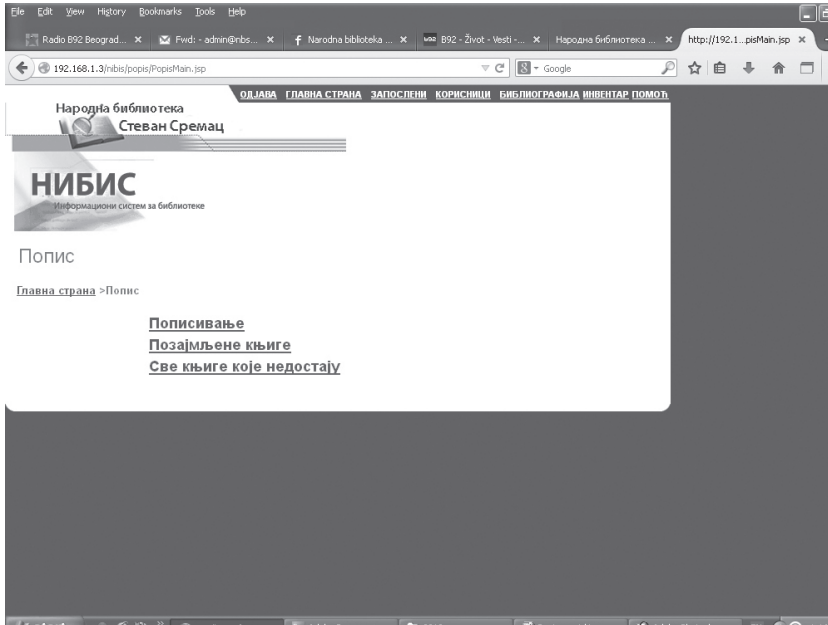 File Edit View History Bookmarks Tools Help
Radio B92 Beograd... Fwd: - admin@nbs... Narodna biblioteka ... B92 - Život - Vesti -... Народна библиотека ... http://192.1...pisMain.jsp
192.168.1.3/nibis/popis/PopisMain.jsp Google
ОДЈАВА ГЛАВНА СТРАНА ЗАПОСЛЕНИ КОРИСНИЦИ БИБЛИОГРАФИЈА ИНВЕНТАР ПОМОЋ
Народна библиотека
Стеван Сремац
НИБИС
Информациони систем за библиотеке
Попис
Главна страна >Попис
Пописивање
Позајмљене књиге
Све књиге које недостају